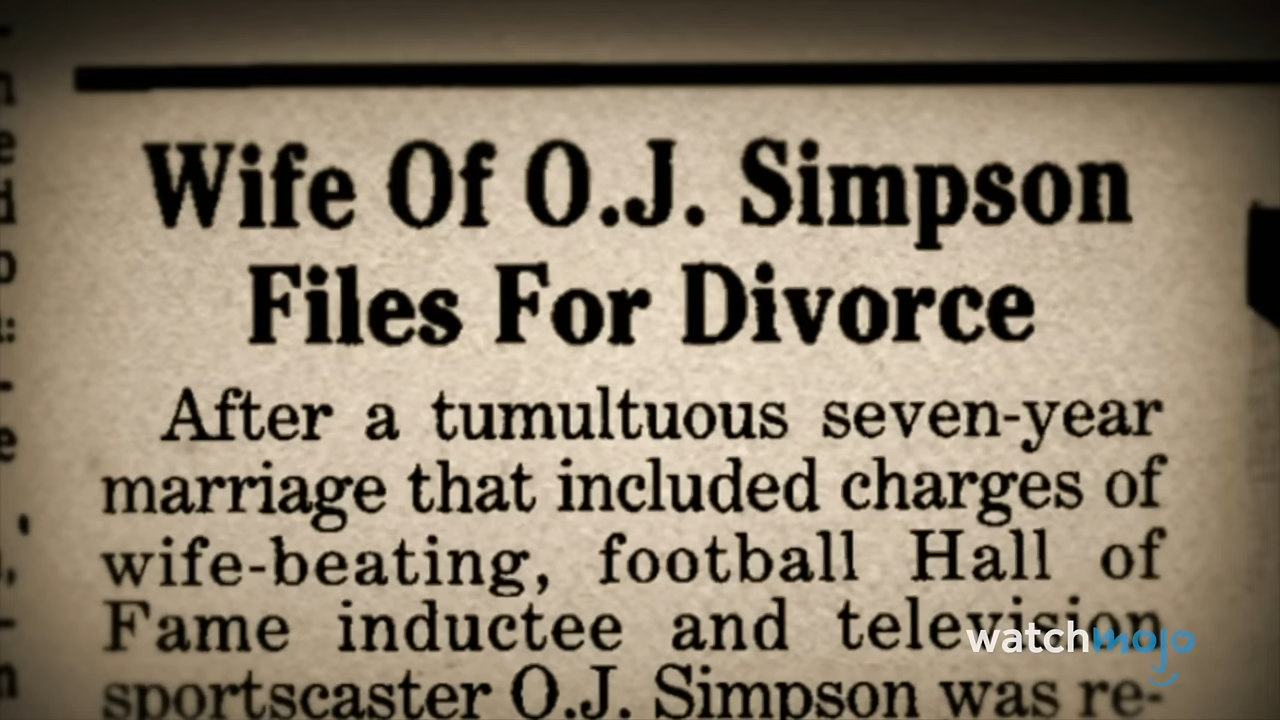 Wife Of O.J. Simpson
Files For Divorce
After a tumultuous seven-year
marriage that included charges of
wife-beating, football Hall of
Fame inductee and television
sportscaster O.J. Simpson was re-
watchmojo